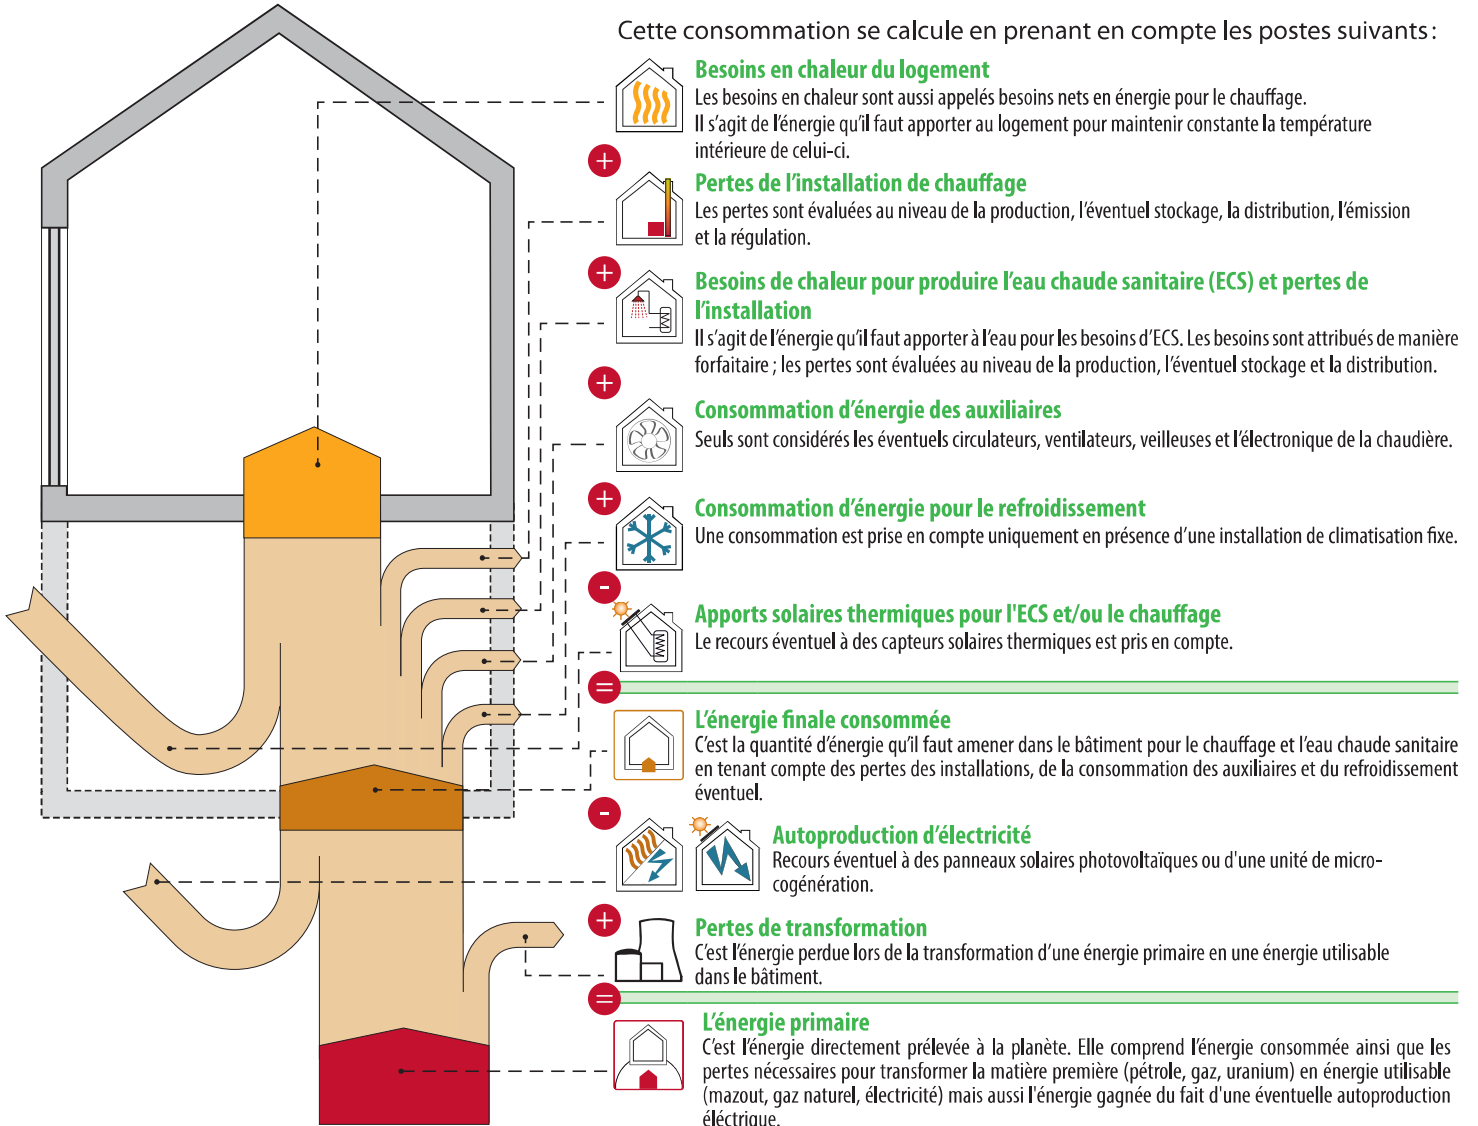 Cette consommation se calcule en prenant en compte les postes suivants :
Besoins en chaleur du logement
Les besoins en chaleur sont aussi appelés besoins nets en énergie pour le chauffage.
Il s'agit de l'énergie qu'il faut apporter au logement pour maintenir constante la température
intérieure de celui-ci.
+
Pertes de l'installation de chauffage
Les pertes sont évaluées au niveau de la production, l'éventuel stockage, la distribution, l'émission
et la régulation.
+
Besoins de chaleur pour produire l'eau chaude sanitaire (ECS) et pertes de
l'installation
Il s'agit de l'énergie qu'il faut apporter à l'eau pour les besoins d'ECS. Les besoins sont attribués de manière
forfaitaire ; les pertes sont évaluées au niveau de la production, l'éventuel stockage et la distribution.
+
Consommation d'énergie des auxiliaires
Seuls sont considérés les éventuels circulateurs, ventilateurs, veilleuses et l'électronique de la chaudière.
+
Consommation d'énergie pour le refroidissement
Une consommation est prise en compte uniquement en présence d'une installation de climatisation fixe.
-
Apports solaires thermiques pour l'ECS et/ou le chauffage
Le recours éventuel à des capteurs solaires thermiques est pris en compte.
=
L'énergie finale consommée
C'est la quantité d'énergie qu'il faut amener dans le bâtiment pour le chauffage et l'eau chaude sanitaire
en tenant compte des pertes des installations, de la consommation des auxiliaires et du refroidissement
éventuel.
-
Autoproduction d'électricité
Recours éventuel à des panneaux solaires photovoltaïques ou d'une unité de micro-
cogénération.
+
Pertes de transformation
C'est l'énergie perdue lors de la transformation d'une énergie primaire en une énergie utilisable
dans le bâtiment.
=
L'énergie primaire
C'est l'énergie directement prélevée à la planète. Elle comprend l'énergie consommée ainsi que les
pertes nécessaires pour transformer la matière première (pétrole, gaz, uranium) en énergie utilisable
(mazout, gaz naturel, électricité) mais aussi l'énergie gagnée du fait d'une éventuelle autoproduction
éléctrique.